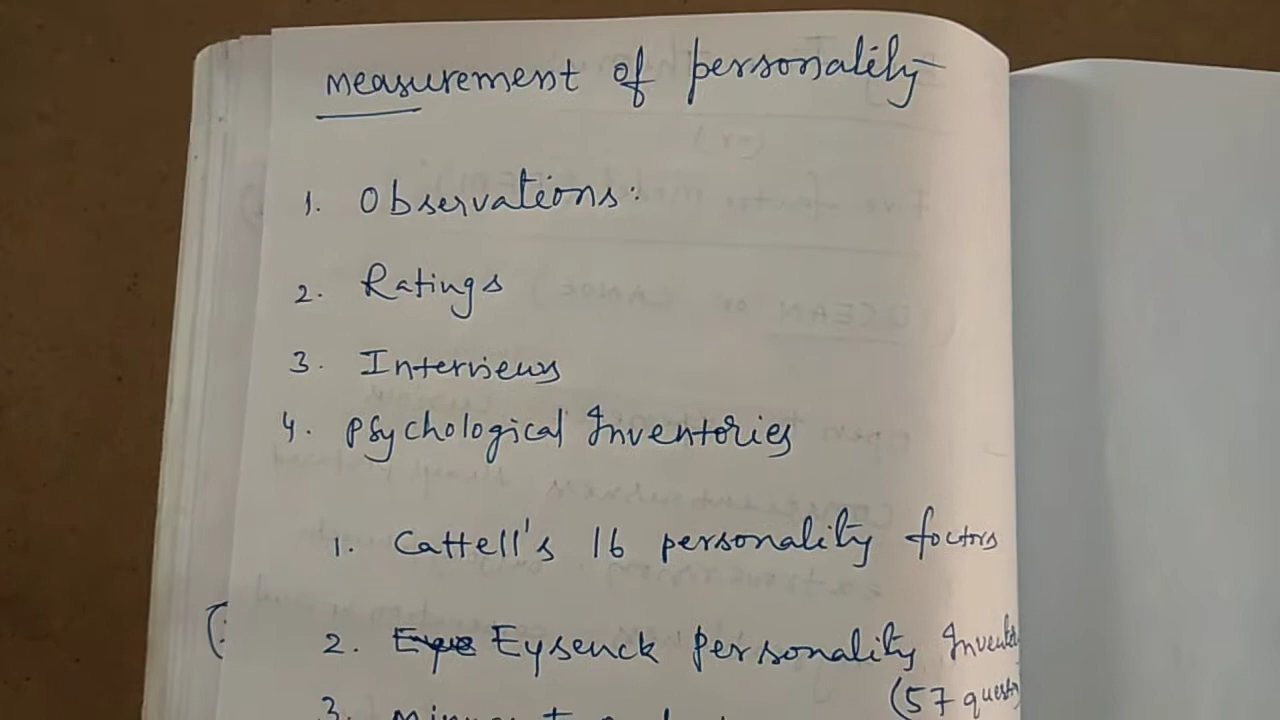 measurement of personality
1. Observations:
2. Ratings
3. Interviews
4. Psychological Inventories
1. Cattell's 16 personality factors
2. Eysenck Personality
(57
3.